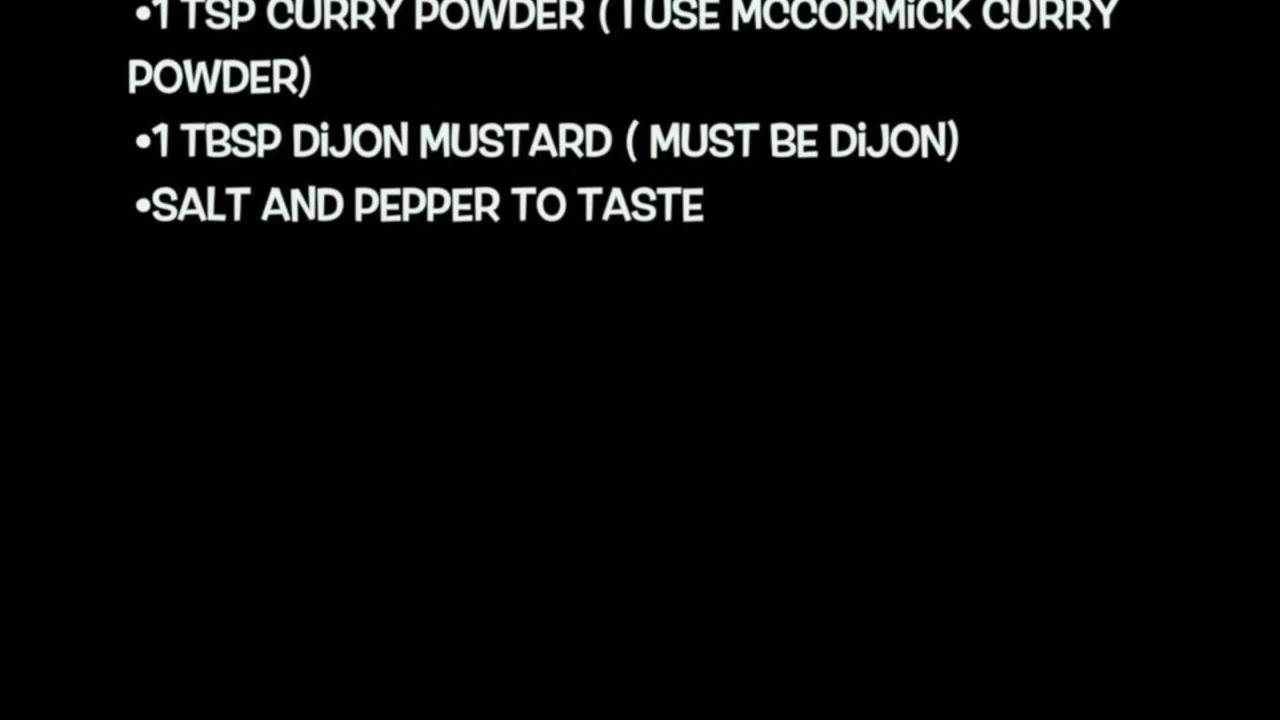 •1 TSP CURRY POWDER ( I USE MCCORMiCK CURRY
POWDER)
•1 TBSP DiJON MUSTARD ( MUST BE DiJON)
•SALT AND PEPPER TO TASTE